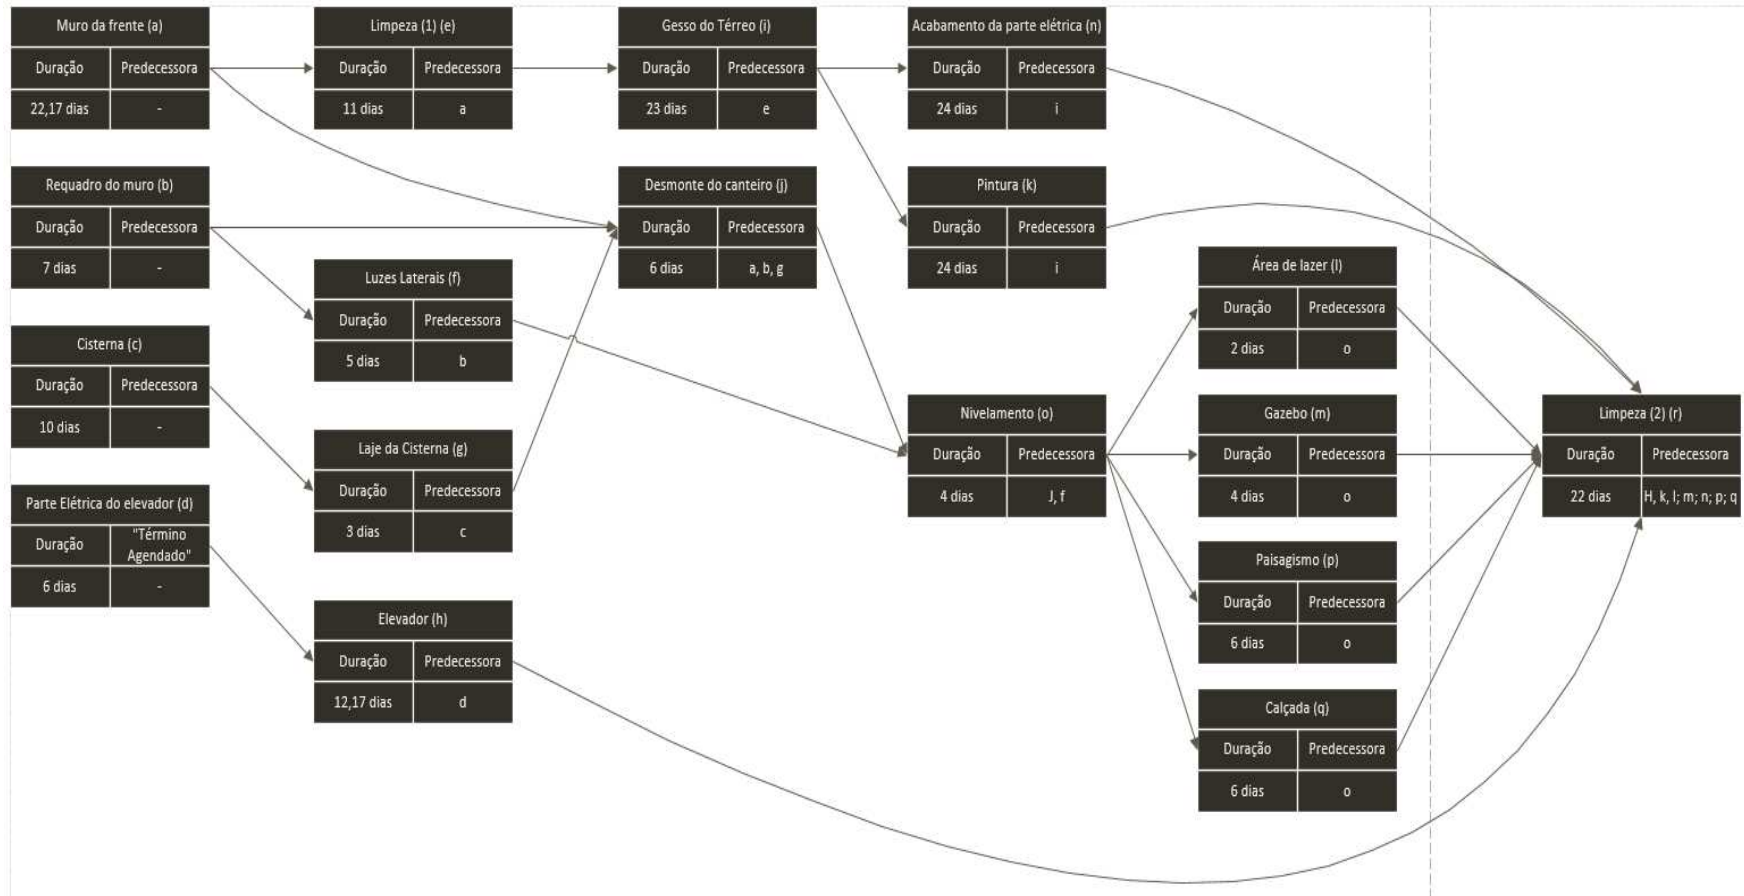 Muro da frente (a)
Duração Predecessora
22,17 dias -
Limpeza (1) (e)
Duração Predecessora
11 dias a
Gesso do Térreo (i)
Duração Predecessora
23 dias e
Acabamento da parte elétrica (n)
Duração Predecessora
24 dias i
Requadro do muro (b)
Duração Predecessora
7 dias -
Desmonte do canteiro (j)
Duração Predecessora
6 dias a, b, g
Pintura (k)
Duração Predecessora
24 dias i
Luzes Laterais (f)
Duração Predecessora
5 dias b
Área de lazer (l)
Duração Predecessora
2 dias o
Cisterna (c)
Duração Predecessora
10 dias -
Laje da Cisterna (g)
Duração Predecessora
3 dias c
Nivelamento (o)
Duração Predecessora
4 dias J, f
Gazebo (m)
Duração Predecessora
4 dias o
Limpeza (2) (r)
Duração Predecessora
22 dias H, k, l; m; n; p; q
Parte Elétrica do elevador (d)
Duração "Término
Agendado"
6 dias -
Paisagismo (p)
Duração Predecessora
6 dias o
Elevador (h)
Duração Predecessora
12,17 dias d
Calçada (q)
Duração Predecessora
6 dias o